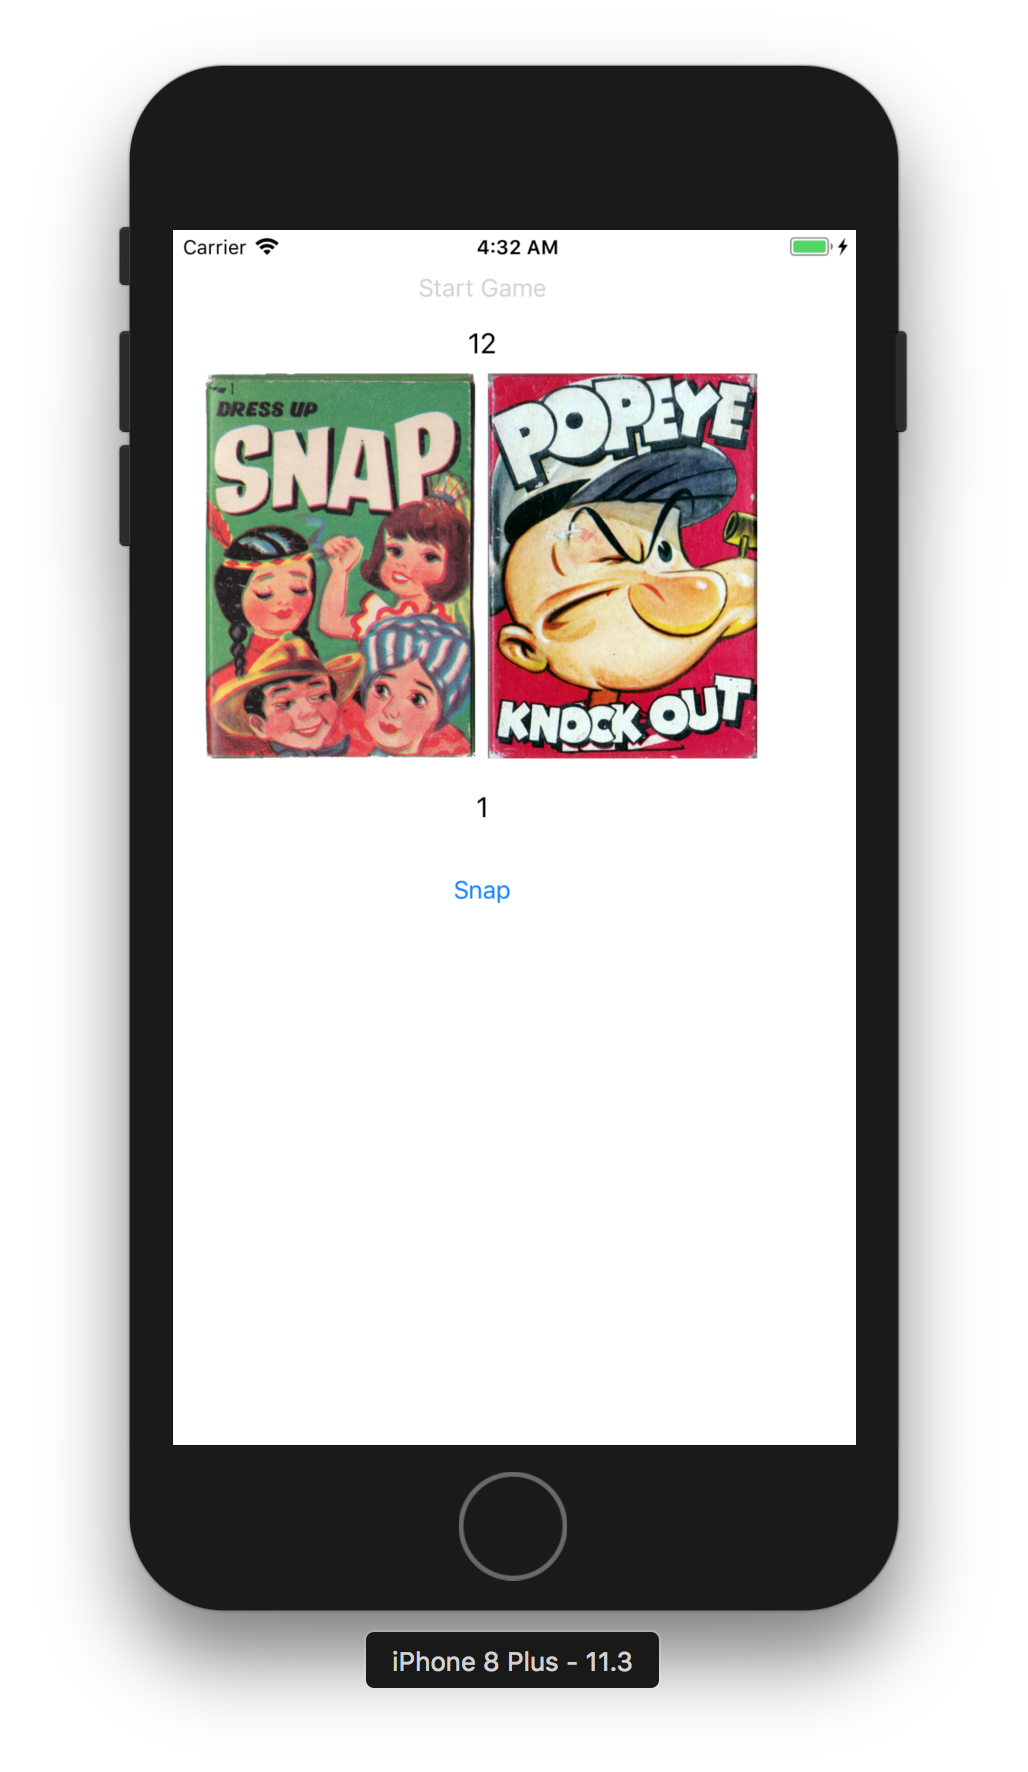 Carrier 4:32 AM
Start Game
12
DRESS UP
SNAP
POPEYE
KNOCK OUT
1
Snap
iPhone 8 Plus - 11.3